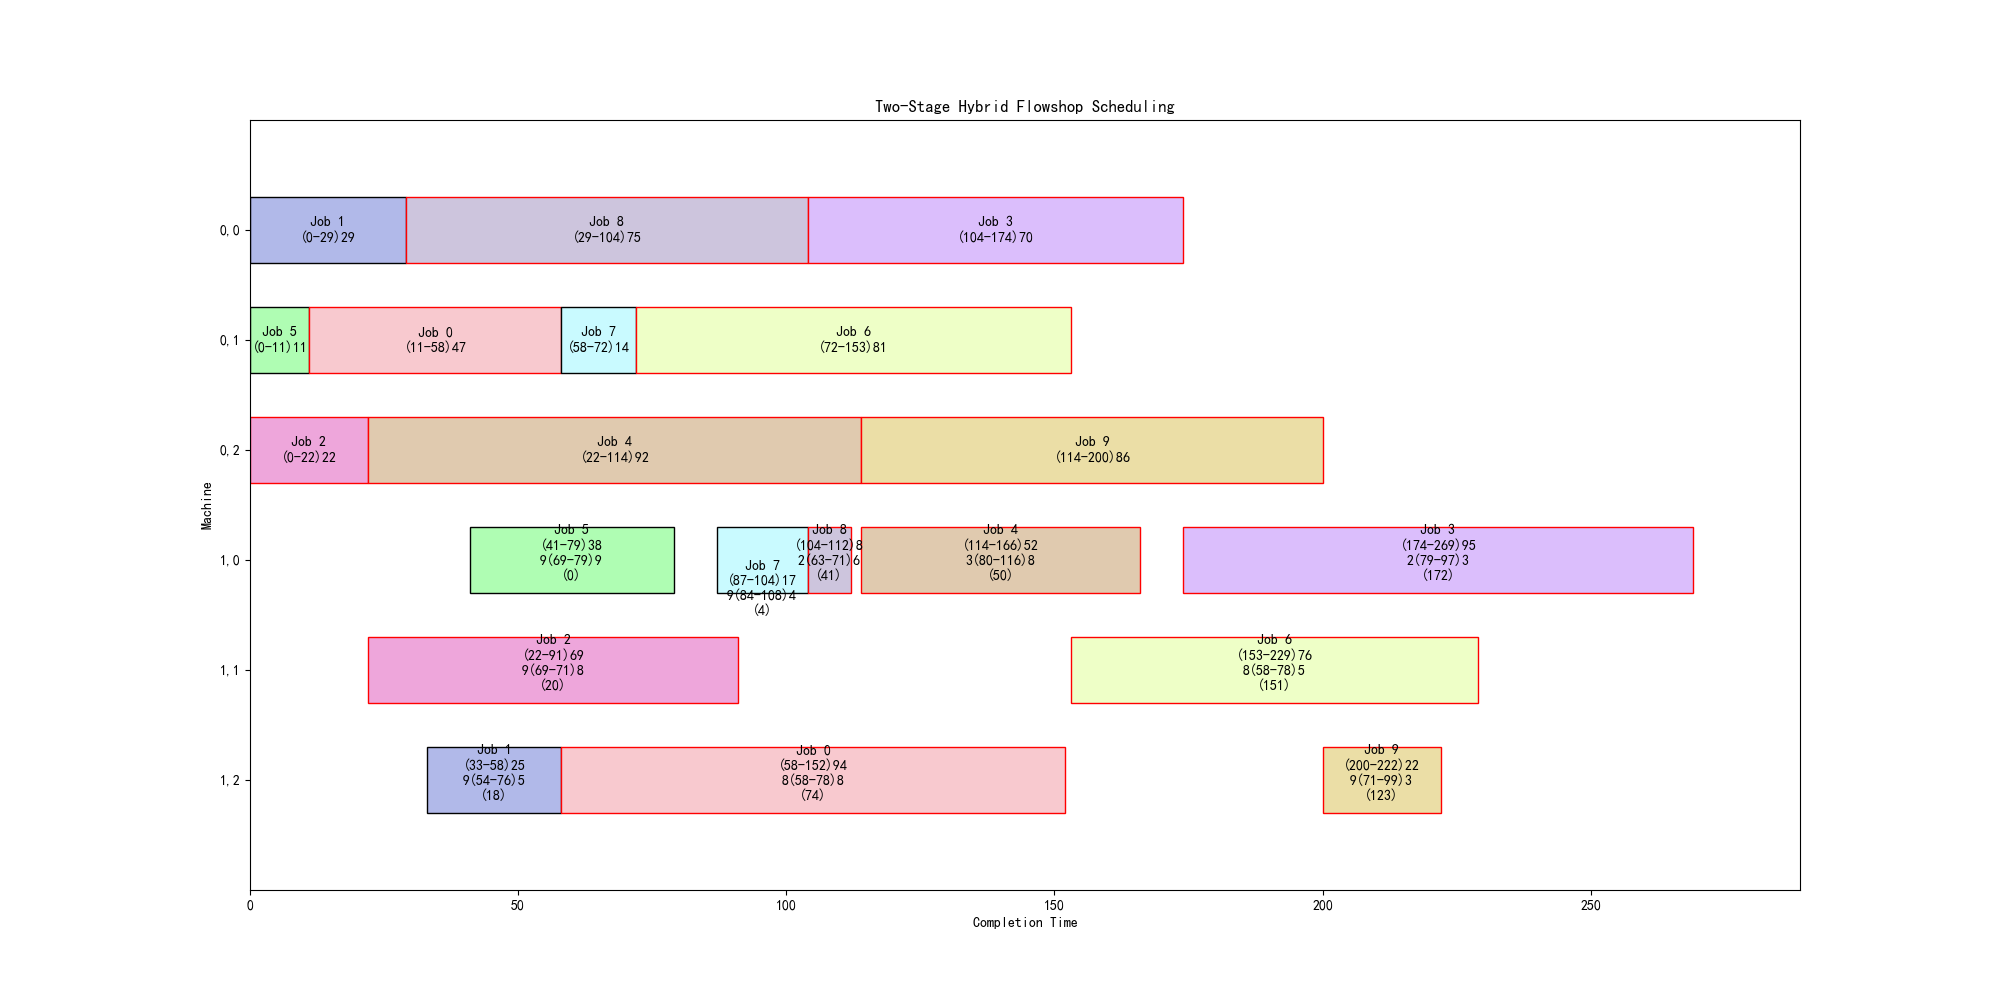 Two-Stage Hybrid Flowshop Scheduling
0,0
Job 1
(0-29)29
Job 8
(29-104)75
Job 3
(104-174)70
0,1
Job 5
(0-11)11
Job 0
(11-58)47
Job 7
(58-72)14
Job 6
(72-153)81
0,2
Job 2
(0-22)22
Job 4
(22-114)92
Job 9
(114-200)86
Machine
1,0
Job 5
(41-79)38
9(69-79)9
(0)
Job 7
(87-104)17
9(84-108)4
(4)
Job 8
(104-112)8
2(63-71)6
(41)
Job 4
(114-166)52
3(80-116)8
(50)
Job 3
(174-269)95
2(79-97)3
(172)
1,1
Job 2
(22-91)69
9(69-71)8
(20)
Job 6
(153-229)76
8(58-78)5
(151)
1,2
Job 1
(33-58)25
9(54-76)5
(18)
Job 0
(58-152)94
8(58-78)8
(74)
Job 9
(200-222)22
9(71-99)3
(123)
0
50
100
150
200
250
Completion Time